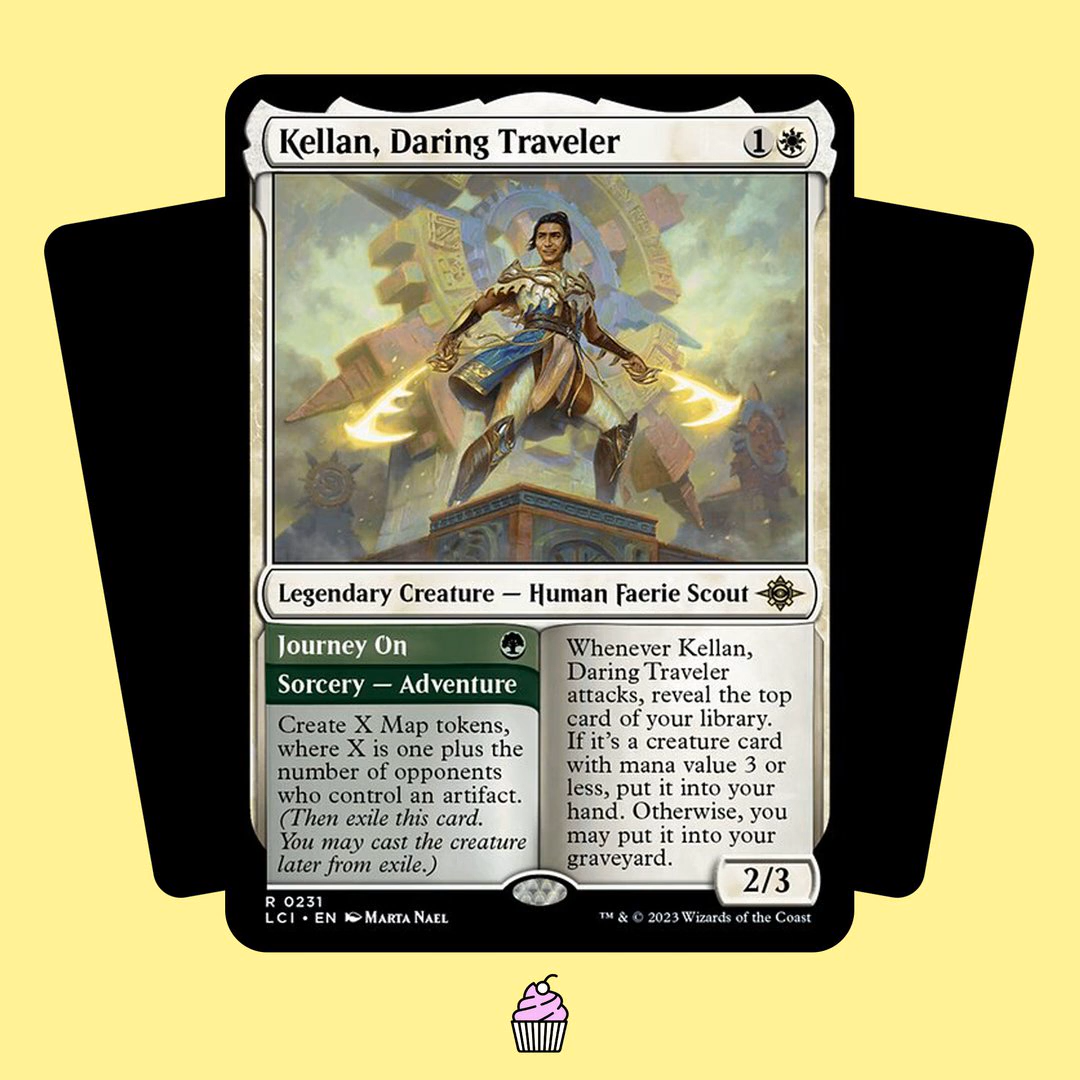 Kellan, Daring Traveler
1
Legendary Creature — Human Faerie Scout
Journey On
Sorcery — Adventure
Create X Map tokens,
where X is one plus the
number of opponents
who control an artifact.
(Then exile this card.
You may cast the creature
later from exile.)
Whenever Kellan,
Daring Traveler
attacks, reveal the top
card of your library.
If it's a creature card
with mana value 3 or
less, put it into your
hand. Otherwise, you
may put it into your
graveyard.
2/3
R 0231
LCI • EN MARTA NAEL
™ & © 2023 Wizards of the Coast